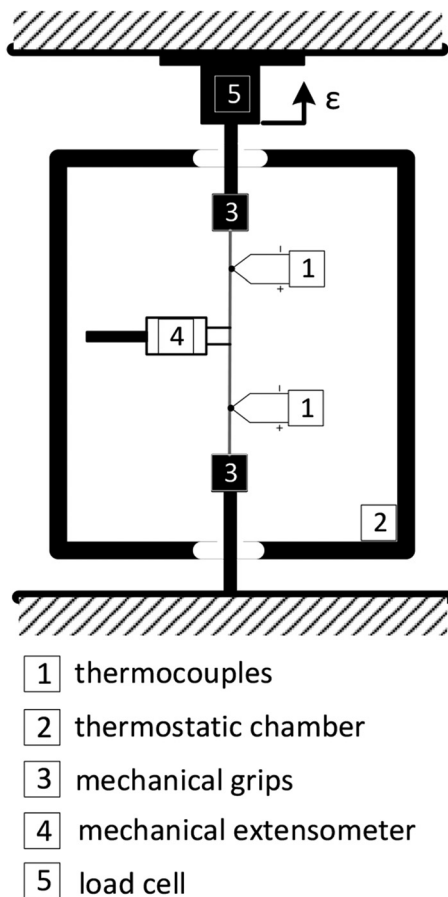 5
ε
3
-
1
+
4
-
1
+
3
2
1 thermocouples
2 thermostatic chamber
3 mechanical grips
4 mechanical extensometer
5 load cell